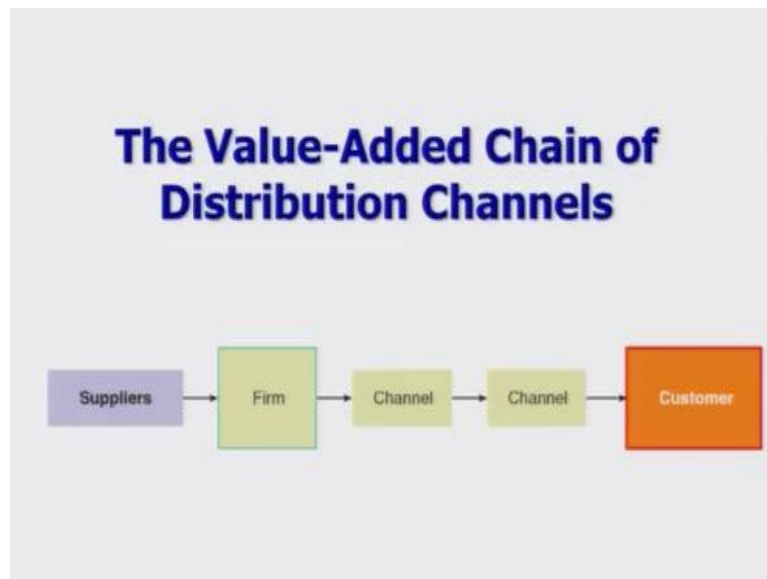 The Value-Added Chain of
Distribution Channels
Suppliers
Firm
Channel
Channel
Customer